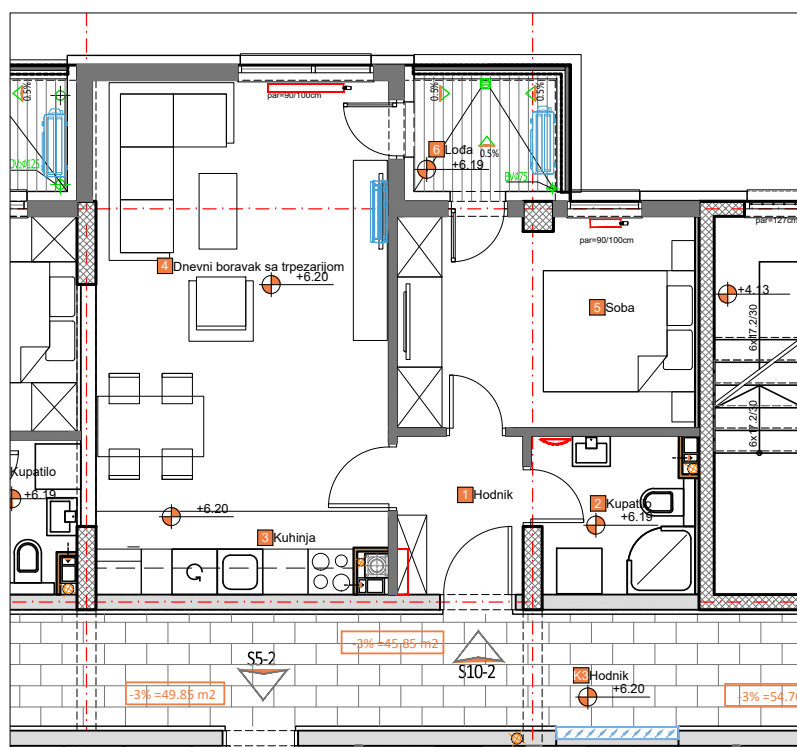 0.5%
par=90/100cm
0.5%
0.5%
par=127cm
6 Lođa
+6.19
0.5%
par=90/100cm
4 Dnevni boravak sa trpezarijom
+6.20
+4.13
5 Soba
6x17.2/30
6x17.2/30
Kupatilo
+6.19
1 Hodnik
2 Kupatilo
+6.19
+6.20
3 Kuhinja
-3% =45.85 m2
S5-2
S10-2
K3 Hodnik
+6.20
-3% =49.85 m2
-3% =54.70